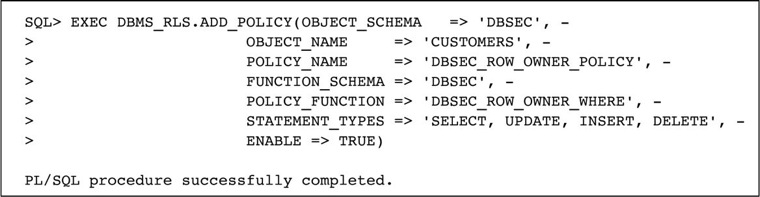 SQL> EXEC DBMS_RLS.ADD_POLICY(OBJECT_SCHEMA   => 'DBSEC', -
>                     OBJECT_NAME     => 'CUSTOMERS', -
>                     POLICY_NAME     => 'DBSEC_ROW_OWNER_POLICY', -
>                     FUNCTION_SCHEMA => 'DBSEC', -
>                     POLICY_FUNCTION => 'DBSEC_ROW_OWNER_WHERE', -
>                     STATEMENT_TYPES => 'SELECT, UPDATE, INSERT, DELETE', -
>                     ENABLE => TRUE)
PL/SQL procedure successfully completed.